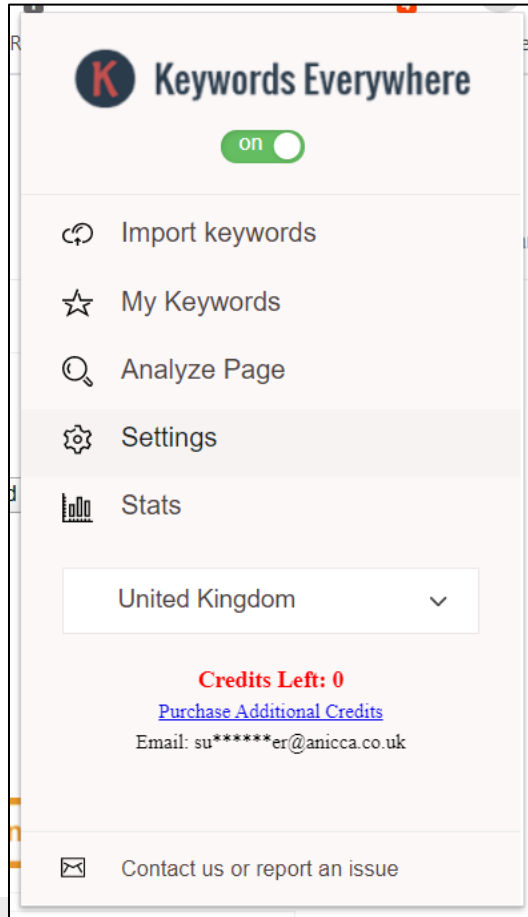 K Keywords Everywhere
on
Import keywords
My Keywords
Analyze Page
Settings
Stats
United Kingdom
Credits Left: 0
Purchase Additional Credits
Email: su******er@anicca.co.uk
Contact us or report an issue